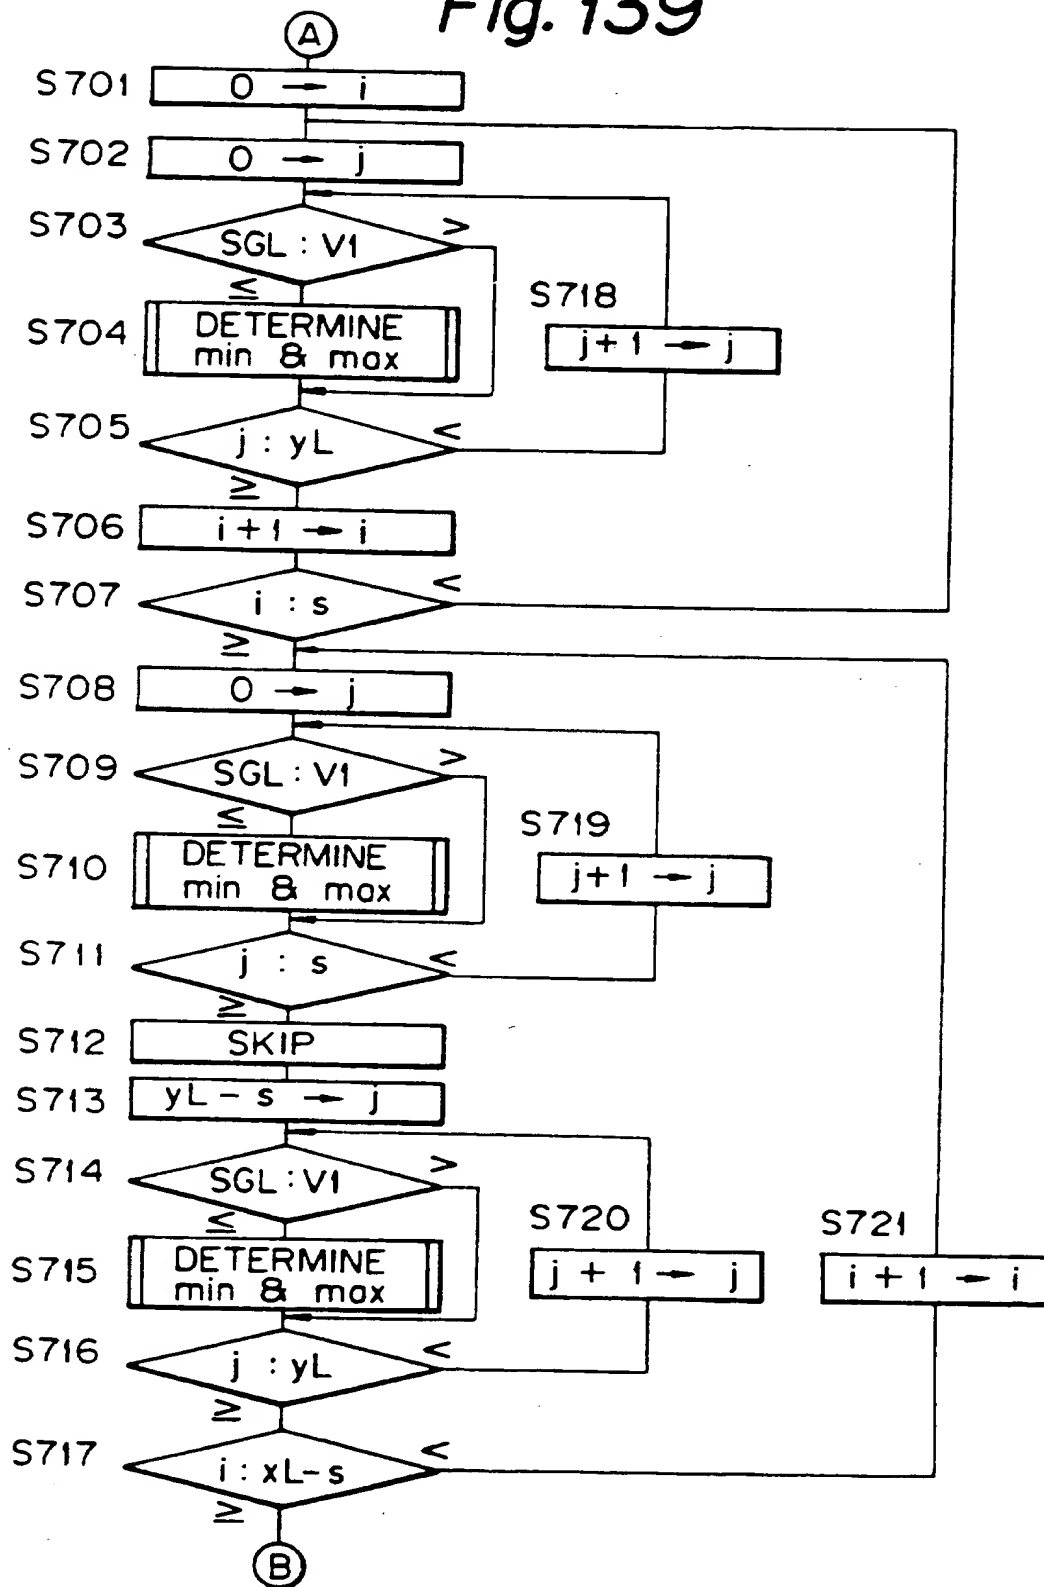 Fig. 139
A
S701
0 → i
S702
0 → j
S703
SGL : V1
>
≤
S704
DETERMINE
min & max
S718
j+1 → j
S705
j : yL
<
≥
S706
i + 1 → i
S707
i : s
<
≥
S708
0 → j
S709
SGL : V1
>
≤
S710
DETERMINE
min & max
S719
j+1 → j
S711
j : s
<
≥
S712
SKIP
S713
yL - s → j
S714
SGL : V1
>
≤
S715
DETERMINE
min & max
S720
j + 1 → j
S721
i + 1 → i
S716
j : yL
<
≥
S717
i : xL-s
<
≥
B